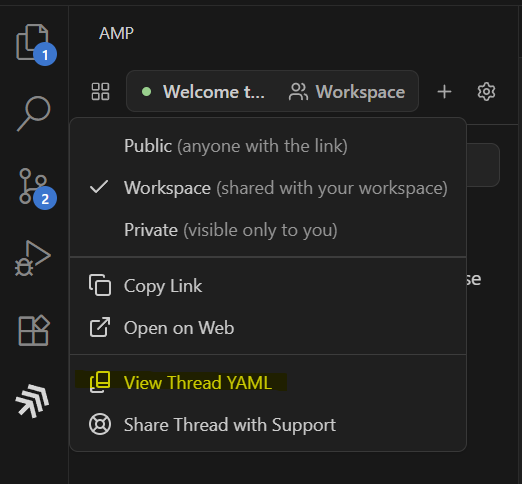 AMP
1
Welcome t... Workspace
Public (anyone with the link)
Workspace (shared with your workspace)
2
Private (visible only to you)
se
Copy Link
Open on Web
View Thread YAML
Share Thread with Support